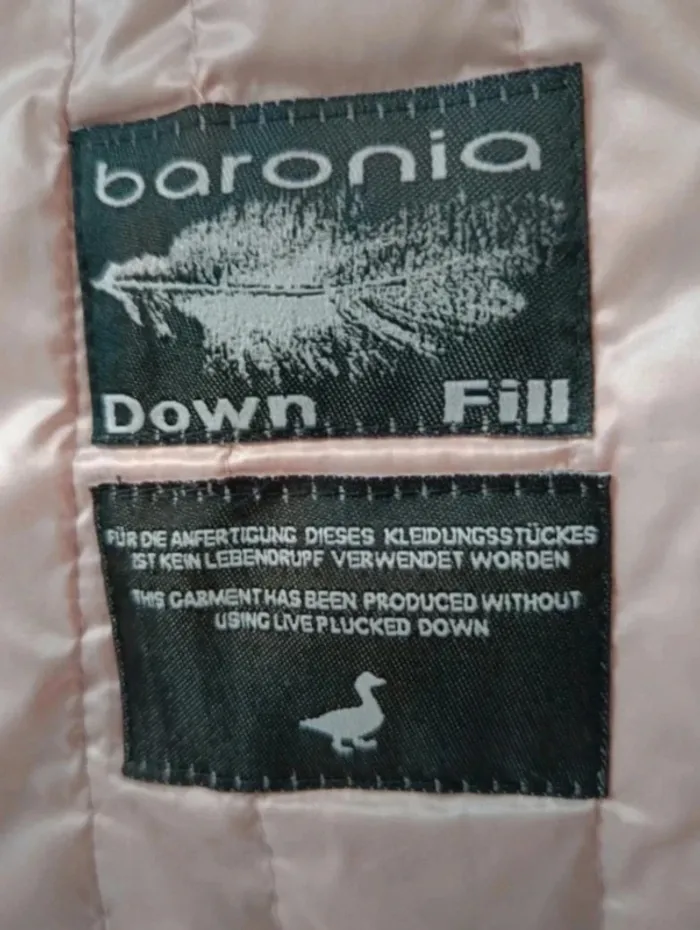 baronia
Down Fill
FÜR DIE ANFERTIGUNG DIESES KLEIDUNGSSTÜCKES
IST KEIN LEBENDRUPF VERWENDET WORDEN
THIS GARMENT HAS BEEN PRODUCED WITHOUT
USING LIVE PLUCKED DOWN